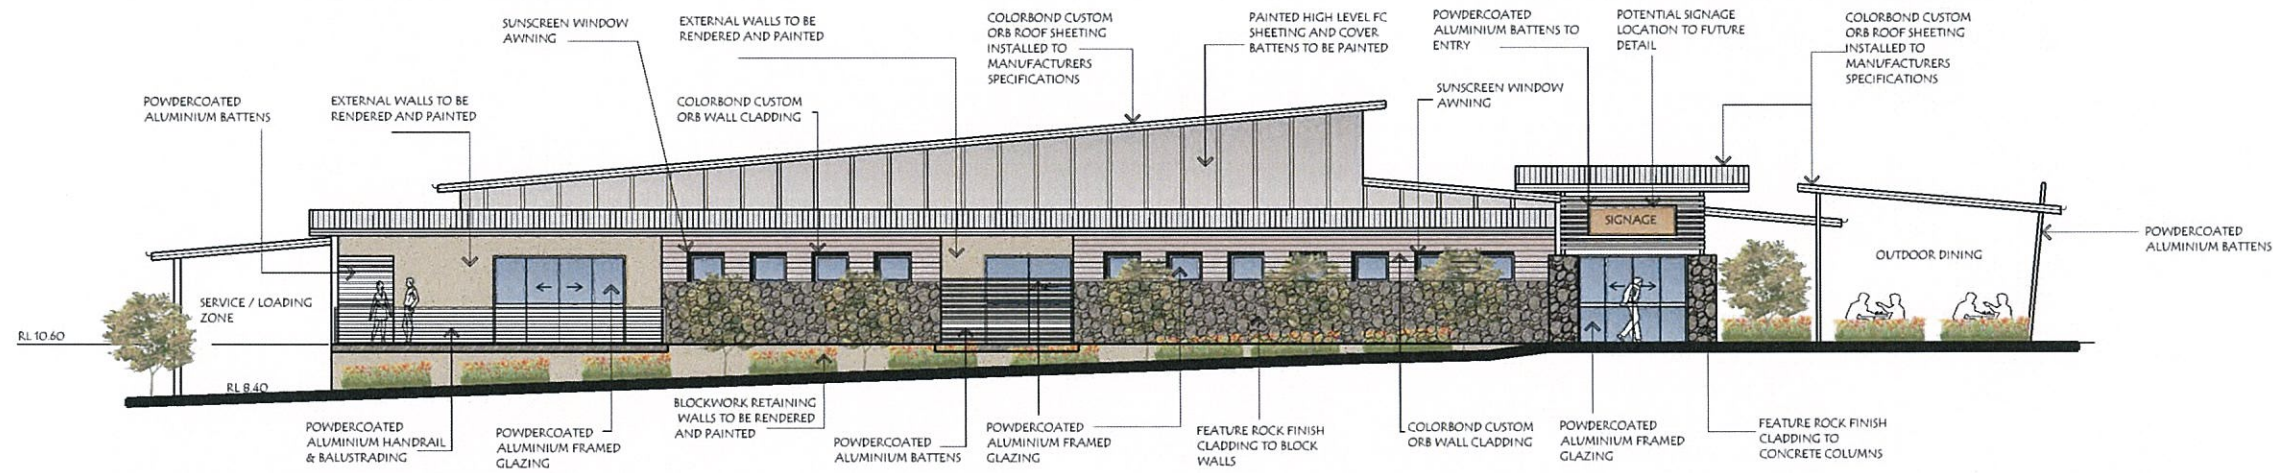 SUNSCREEN WINDOW
AWNING
EXTERNAL WALLS TO BE
RENDERED AND PAINTED
COLORBOND CUSTOM
ORB ROOF SHEETING
INSTALLED TO
MANUFACTURERS
SPECIFICATIONS
PAINTED HIGH LEVEL FC
SHEETING AND COVER
BATTENS TO BE PAINTED
POWDERCOATED
ALUMINIUM BATTENS TO
ENTRY
POTENTIAL SIGNAGE
LOCATION TO FUTURE
DETAIL
COLORBOND CUSTOM
ORB ROOF SHEETING
INSTALLED TO
MANUFACTURERS
SPECIFICATIONS
POWDERCOATED
ALUMINIUM BATTENS
EXTERNAL WALLS TO BE
RENDERED AND PAINTED
COLORBOND CUSTOM
ORB WALL CLADDING
SUNSCREEN WINDOW
AWNING
SIGNAGE
POWDERCOATED
ALUMINIUM BATTENS
OUTDOOR DINING
SERVICE / LOADING
ZONE
RL 10.60
RL 8.40
POWDERCOATED
ALUMINIUM HANDRAIL
& BALUSTRADING
POWDERCOATED
ALUMINIUM FRAMED
GLAZING
BLOCKWORK RETAINING
WALLS TO BE RENDERED
AND PAINTED
POWDERCOATED
ALUMINIUM BATTENS
POWDERCOATED
ALUMINIUM FRAMED
GLAZING
FEATURE ROCK FINISH
CLADDING TO BLOCK
WALLS
COLORBOND CUSTOM
ORB WALL CLADDING
POWDERCOATED
ALUMINIUM FRAMED
GLAZING
FEATURE ROCK FINISH
CLADDING TO
CONCRETE COLUMNS